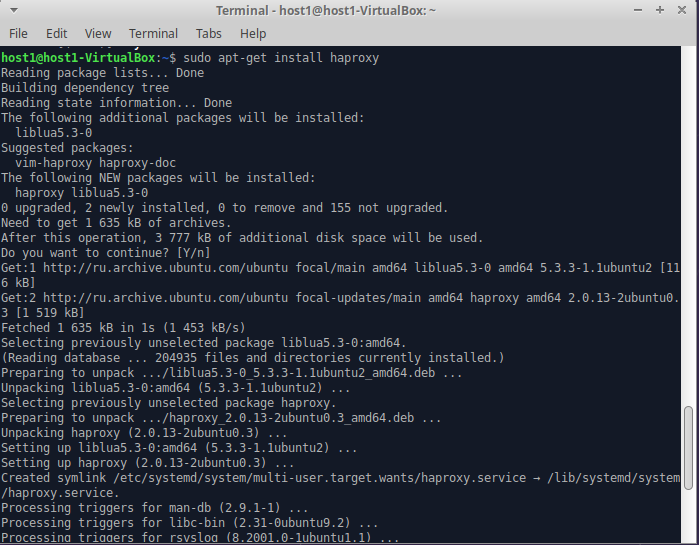 Terminal - host1@host1-VirtualBox: ~
File Edit View Terminal Tabs Help
host1@host1-VirtualBox:~$ sudo apt-get install haproxy
Reading package lists... Done
Building dependency tree
Reading state information... Done
The following additional packages will be installed:
  liblua5.3-0
Suggested packages:
  vim-haproxy haproxy-doc
The following NEW packages will be installed:
  haproxy liblua5.3-0
0 upgraded, 2 newly installed, 0 to remove and 155 not upgraded.
Need to get 1 635 kB of archives.
After this operation, 3 777 kB of additional disk space will be used.
Do you want to continue? [Y/n]
Get:1 http://ru.archive.ubuntu.com/ubuntu focal/main amd64 liblua5.3-0 amd64 5.3.3-1.1ubuntu2 [11
6 kB]
Get:2 http://ru.archive.ubuntu.com/ubuntu focal-updates/main amd64 haproxy amd64 2.0.13-2ubuntu0.
3 [1 519 kB]
Fetched 1 635 kB in 1s (1 453 kB/s)
Selecting previously unselected package liblua5.3-0:amd64.
(Reading database ... 204935 files and directories currently installed.)
Preparing to unpack .../liblua5.3-0_5.3.3-1.1ubuntu2_amd64.deb ...
Unpacking liblua5.3-0:amd64 (5.3.3-1.1ubuntu2) ...
Selecting previously unselected package haproxy.
Preparing to unpack .../haproxy_2.0.13-2ubuntu0.3_amd64.deb ...
Unpacking haproxy (2.0.13-2ubuntu0.3) ...
Setting up liblua5.3-0:amd64 (5.3.3-1.1ubuntu2) ...
Setting up haproxy (2.0.13-2ubuntu0.3) ...
Created symlink /etc/systemd/system/multi-user.target.wants/haproxy.service → /lib/systemd/system
/haproxy.service.
Processing triggers for man-db (2.9.1-1) ...
Processing triggers for libc-bin (2.31-0ubuntu9.2) ...
Processing triggers for rsyslog (8.2001.0-1ubuntu1.1) ...